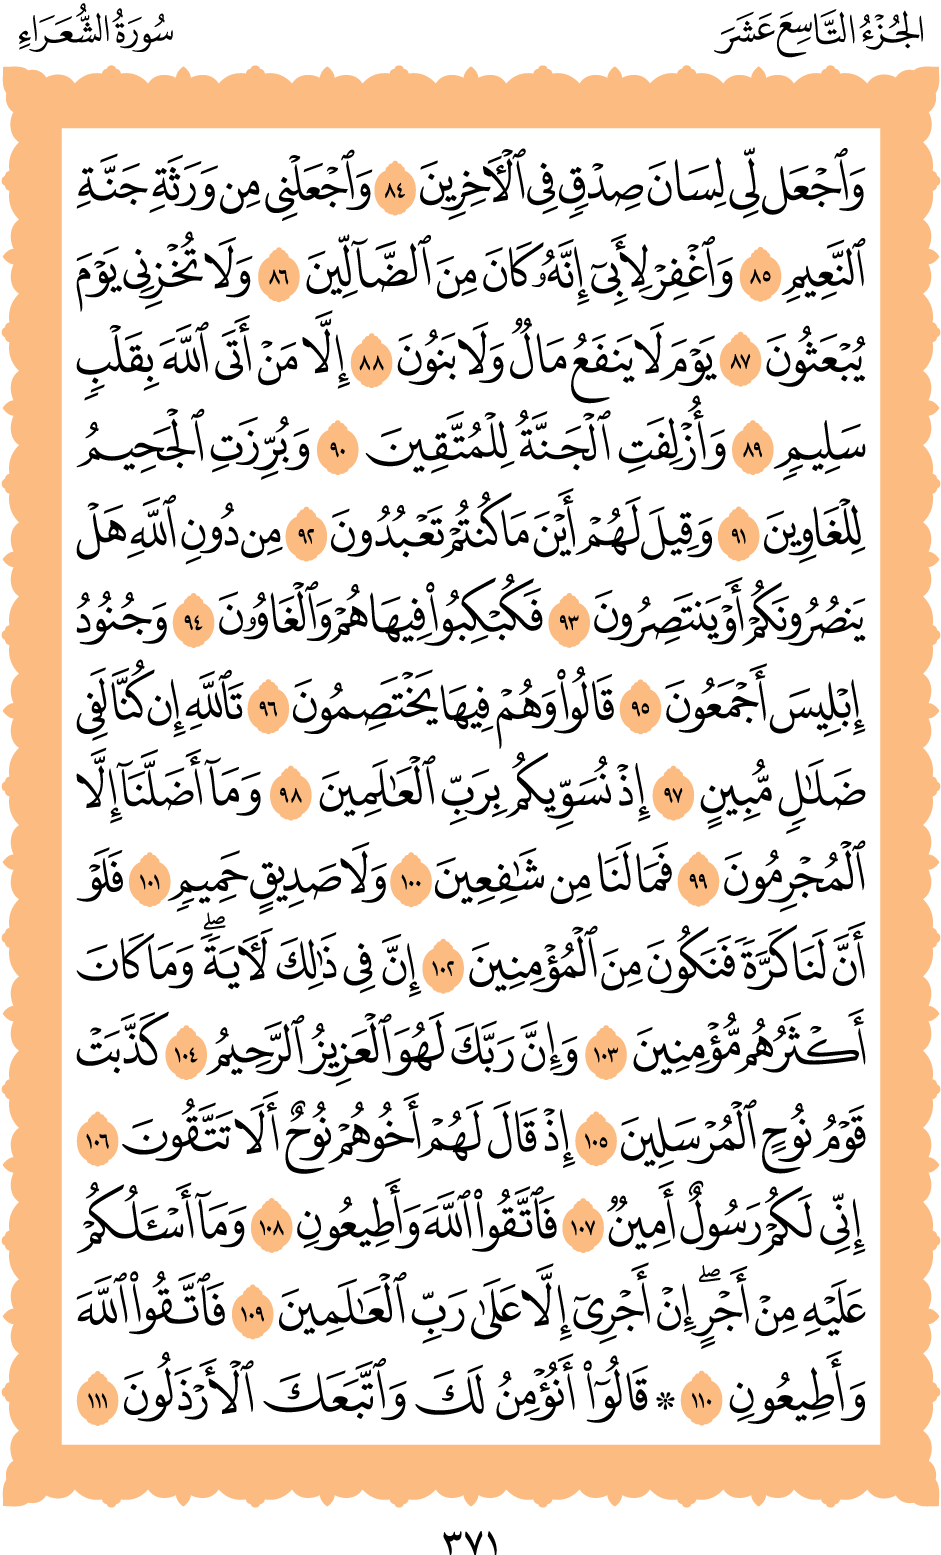 الجُزْءُ التَّاسِعَ عَشَرَ
سُورَةُ الشُّعَرَاءِ
وَٱجۡعَل لِّي لِسَانَ صِدۡقٖ فِي ٱلۡأٓخِرِينَ ٨٤ وَٱجۡعَلۡنِي مِن وَرَثَةِ جَنَّةِ
ٱلنَّعِيمِ ٨٥ وَٱغۡفِرۡ لِأَبِيٓ إِنَّهُۥ كَانَ مِنَ ٱلضَّآلِّينَ ٨٦ وَلَا تُخۡزِنِي يَوۡمَ
يُبۡعَثُونَ ٨٧ يَوۡمَ لَا يَنفَعُ مَالٞ وَلَا بَنُونَ ٨٨ إِلَّا مَنۡ أَتَى ٱللَّهَ بِقَلۡبٖ
سَلِيمٖ ٨٩ وَأُزۡلِفَتِ ٱلۡجَنَّةُ لِلۡمُتَّقِينَ ٩٠ وَبُرِّزَتِ ٱلۡجَحِيمُ
لِلۡغَاوِينَ ٩١ وَقِيلَ لَهُمۡ أَيۡنَ مَا كُنتُمۡ تَعۡبُدُونَ ٩٢ مِن دُونِ ٱللَّهِ هَلۡ
يَنصُرُونَكُمۡ أَوۡ يَنتَصِرُونَ ٩٣ فَكُبۡكِبُواْ فِيهَا هُمۡ وَٱلۡغَاوُۥنَ ٩٤ وَجُنُودُ
إِبۡلِيسَ أَجۡمَعُونَ ٩٥ قَالُواْ وَهُمۡ فِيهَا يَخۡتَصِمُونَ ٩٦ تَٱللَّهِ إِن كُنَّا لَفِي
ضَلَٰلٖ مُّبِينٍ ٩٧ إِذۡ نُسَوِّيكُم بِرَبِّ ٱلۡعَٰلَمِينَ ٩٨ وَمَآ أَضَلَّنَآ إِلَّا
ٱلۡمُجۡرِمُونَ ٩٩ فَمَا لَنَا مِن شَٰفِعِينَ ١٠٠ وَلَا صَدِيقٍ حَمِيمٖ ١٠١ فَلَوۡ
أَنَّ لَنَا كَرَّةٗ فَنَكُونَ مِنَ ٱلۡمُؤۡمِنِينَ ١٠٢ إِنَّ فِي ذَٰلِكَ لَأٓيَةٗۖ وَمَا كَانَ
أَكۡثَرُهُم مُّؤۡمِنِينَ ١٠٣ وَإِنَّ رَبَّكَ لَهُوَ ٱلۡعَزِيزُ ٱلرَّحِيمُ ١٠٤ كَذَّبَتۡ
قَوۡمُ نُوحٍ ٱلۡمُرۡسَلِينَ ١٠٥ إِذۡ قَالَ لَهُمۡ أَخُوهُمۡ نُوحٌ أَلَا تَتَّقُونَ ١٠٦
إِنِّي لَكُمۡ رَسُولٌ أَمِينٞ ١٠٧ فَٱتَّقُواْ ٱللَّهَ وَأَطِيعُونِ ١٠٨ وَمَآ أَسۡـَٔلُكُمۡ
عَلَيۡهِ مِنۡ أَجۡرٍۖ إِنۡ أَجۡرِيَ إِلَّا عَلَىٰ رَبِّ ٱلۡعَٰلَمِينَ ١٠٩ فَٱتَّقُواْ ٱللَّهَ
وَأَطِيعُونِ ١١٠ ۞ قَالُوٓاْ أَنُؤۡمِنُ لَكَ وَٱتَّبَعَكَ ٱلۡأَرۡذَلُونَ ١١١
٣٧١